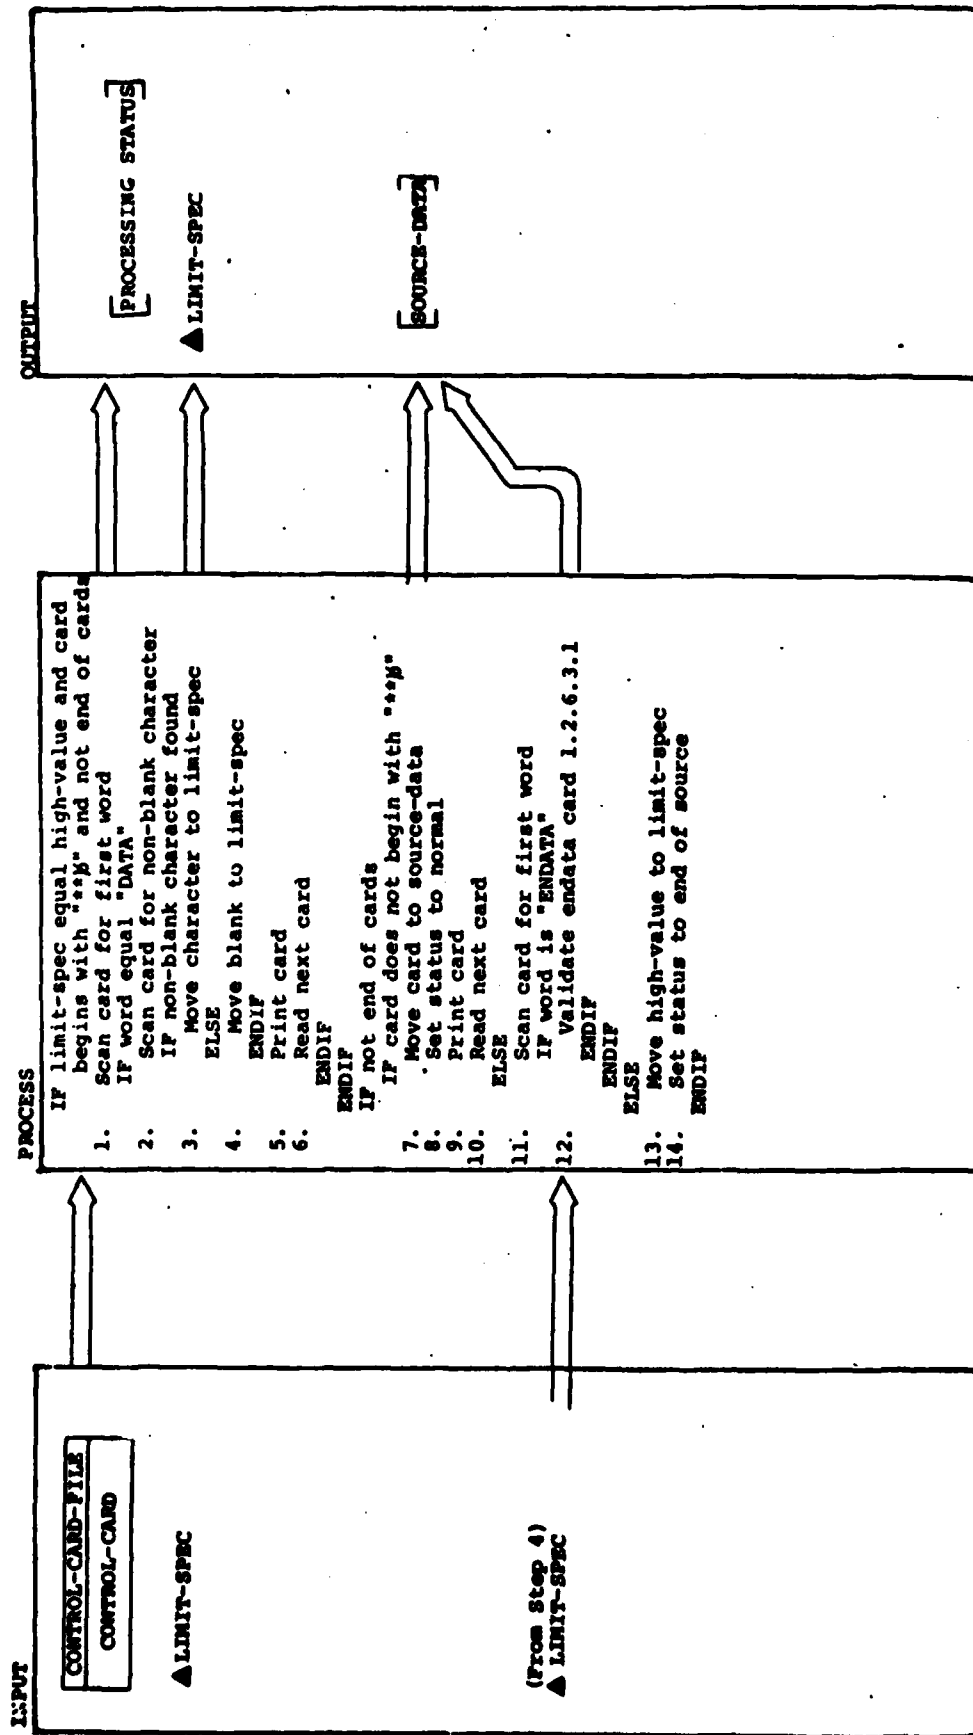 INPUT
CONTROL-CARD-FILE
CONTROL-CARD
▲LIMIT-SPEC
(From Step 4)
▲ LIMIT-SPEC
PROCESS
IF limit-spec equal high-value and card
begins with "**b̸" and not end of cards
1. Scan card for first word
IF word equal "DATA"
2. Scan card for non-blank character
IF non-blank character found
3. Move character to limit-spec
ELSE
4. Move blank to limit-spec
ENDIF
5. Print card
6. Read next card
ENDIF
ENDIF
IF not end of cards
IF card does not begin with "**b̸"
7. Move card to source-data
8. Set status to normal
9. Print card
10. Read next card
ELSE
11. Scan card for first word
IF word is "ENDATA"
12. Validate endata card 1.2.6.3.1
ENDIF
ENDIF
ELSE
13. Move high-value to limit-spec
14. Set status to end of source
ENDIF
OUTPUT
[PROCESSING STATUS]
▲LIMIT-SPEC
[SOURCE-DATA]